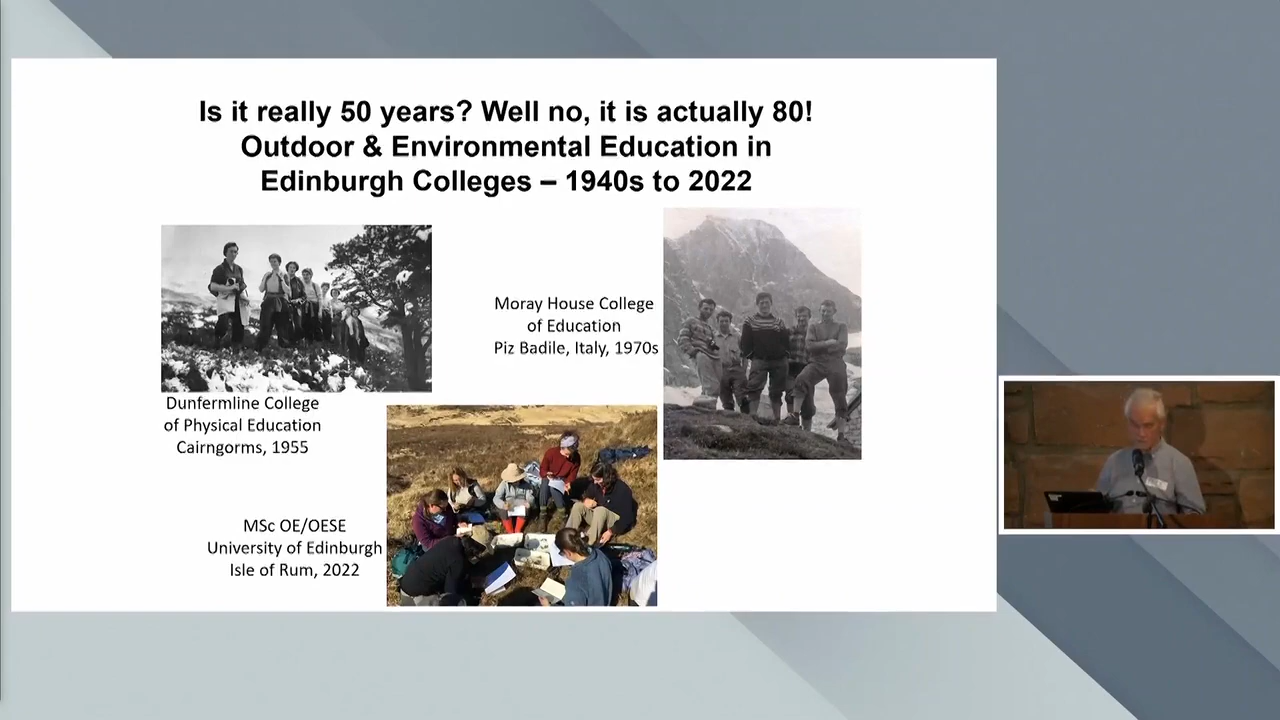 Is it really 50 years? Well no, it is actually 80!
Outdoor & Environmental Education in
Edinburgh Colleges – 1940s to 2022
Moray House College
of Education
Piz Badile, Italy, 1970s
Dunfermline College
of Physical Education
Cairngorms, 1955
MSc OE/OESE
University of Edinburgh
Isle of Rum, 2022